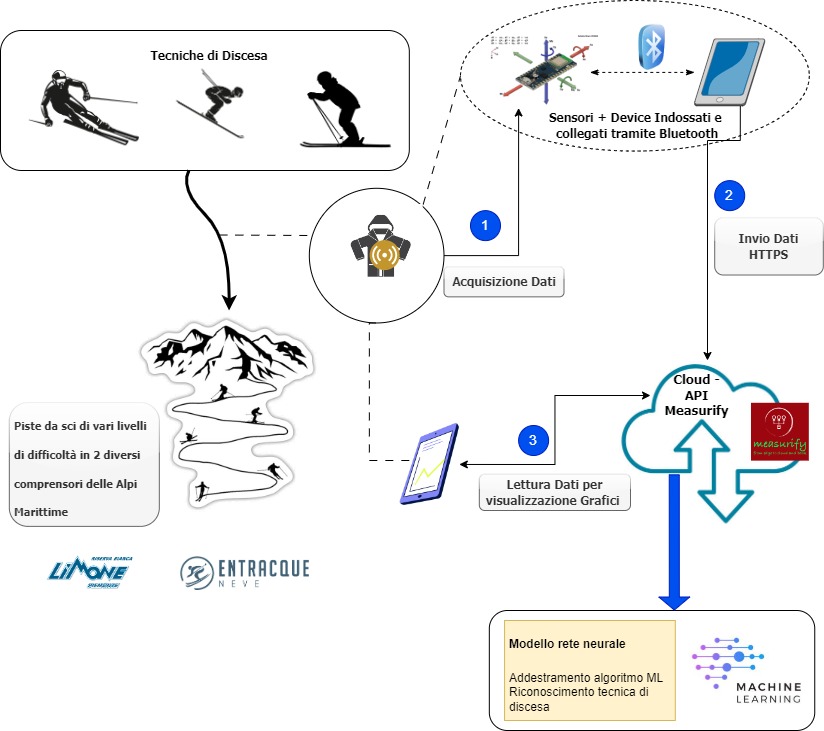 Tecniche di Discesa
Sensori + Device Indossati e
collegati tramite Bluetooth
1
Acquisizione Dati
2
Invio Dati
HTTPS
Cloud -
API
Measurify
measurify
3
Lettura Dati per
visualizzazione Grafici
Piste da sci di vari livelli
di difficoltà in 2 diversi
comprensori delle Alpi
Marittime
RISERVA BIANCA
LIMONE
PIEMONTE
ENTRACQUE
NEVE
Modello rete neurale
Addestramento algoritmo ML
Riconoscimento tecnica di
discesa
MACHINE
LEARNING